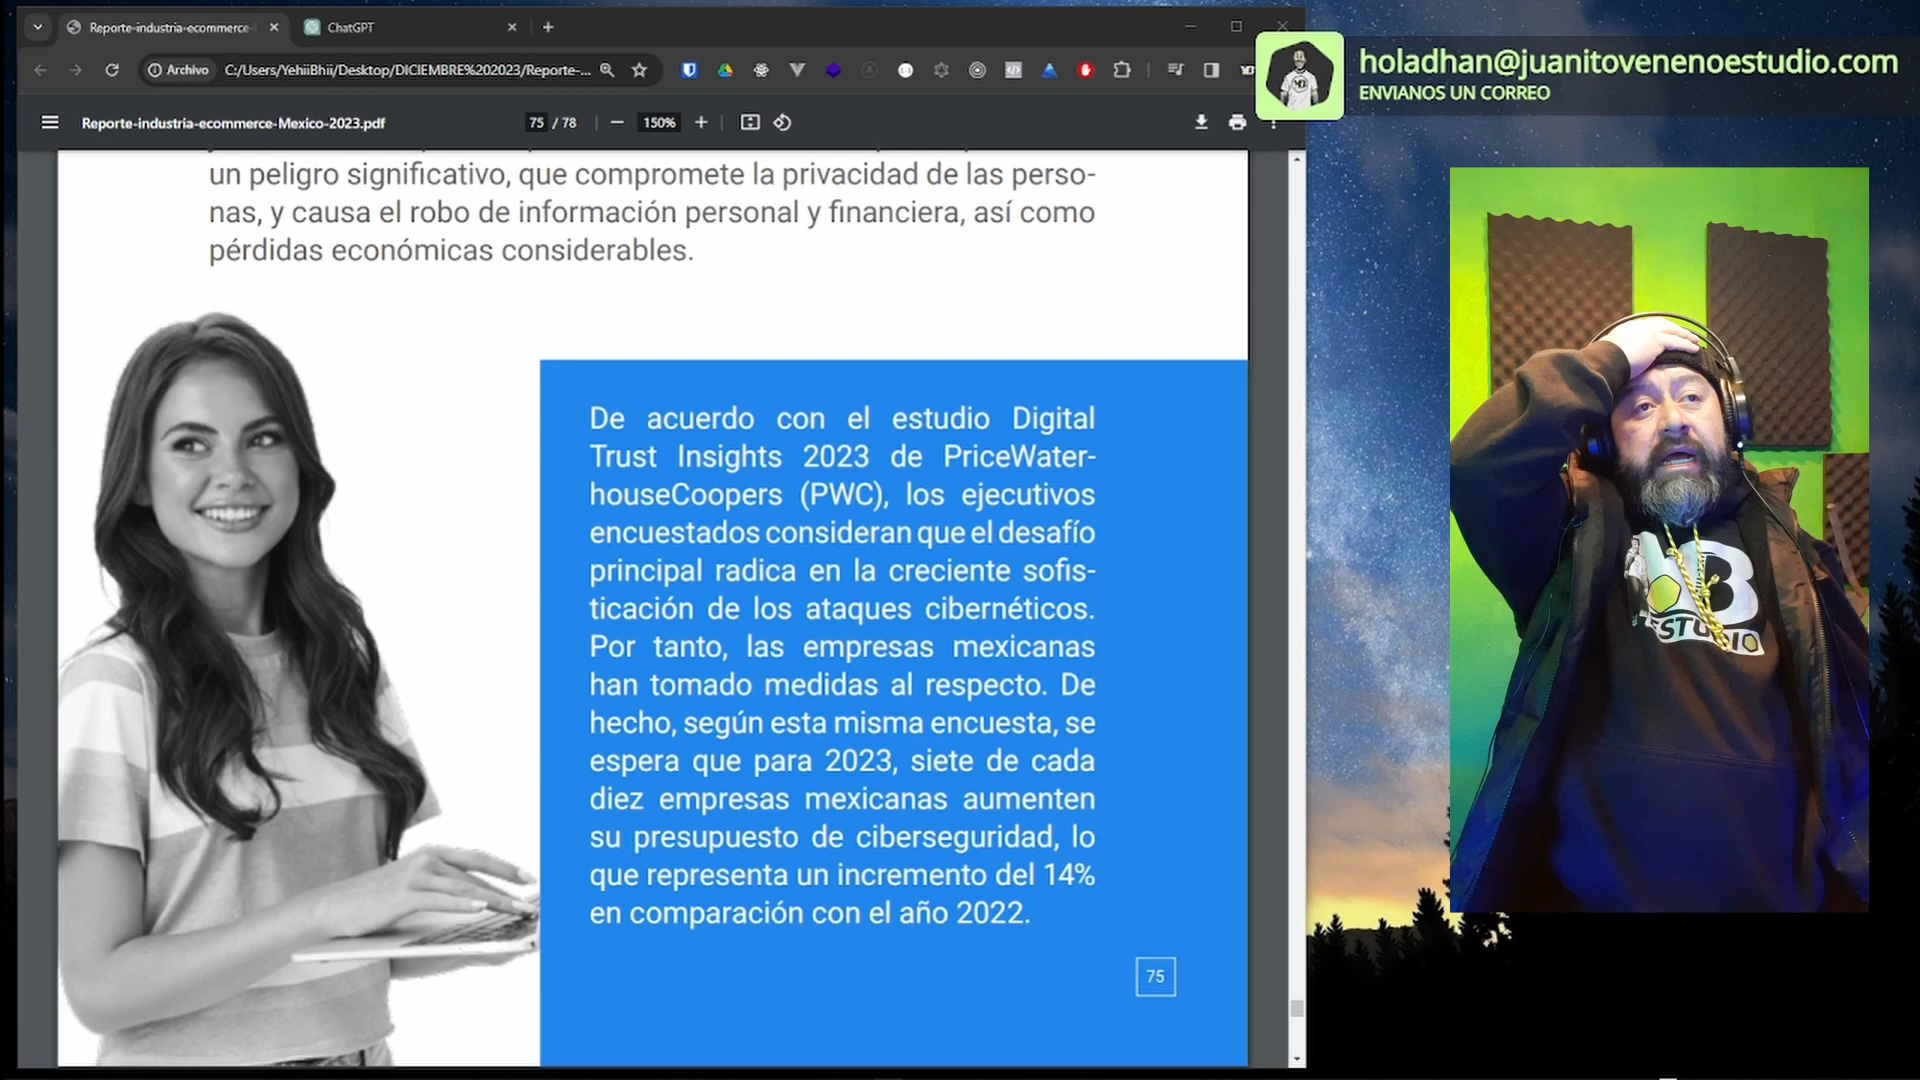 Reporte-industria-ecommerce-
ChatGPT
Archivo
C:/Users/YehiiBhii/Desktop/DICIEMBRE%202023/Reporte-...
holadhan@juanitovenenoestudio.com
ENVIANOS UN CORREO
Reporte-industria-ecommerce-Mexico-2023.pdf
75 / 78
150%
un peligro significativo, que compromete la privacidad de las perso-
nas, y causa el robo de información personal y financiera, así como
pérdidas económicas considerables.
De acuerdo con el estudio Digital
Trust Insights 2023 de PriceWater-
houseCoopers (PWC), los ejecutivos
encuestados consideran que el desafío
principal radica en la creciente sofis-
ticación de los ataques cibernéticos.
Por tanto, las empresas mexicanas
han tomado medidas al respecto. De
hecho, según esta misma encuesta, se
espera que para 2023, siete de cada
diez empresas mexicanas aumenten
su presupuesto de ciberseguridad, lo
que representa un incremento del 14%
en comparación con el año 2022.
75